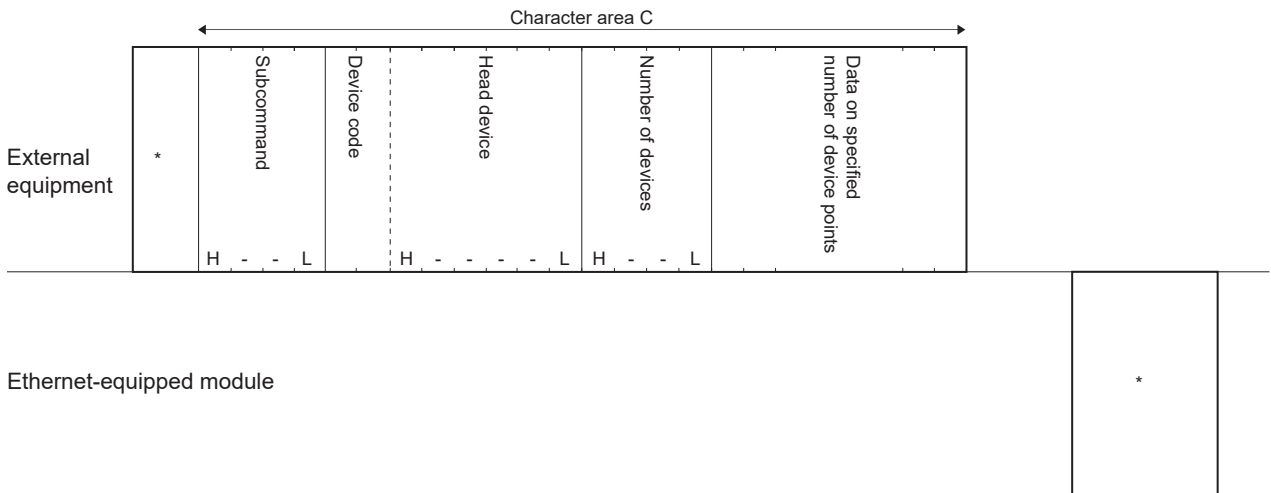 Character area C
External
equipment
*
Subcommand
H - - L
Device code
Head device
H - - - - L
Number of devices
H - - L
Data on specified
number of device points
Ethernet-equipped module
*